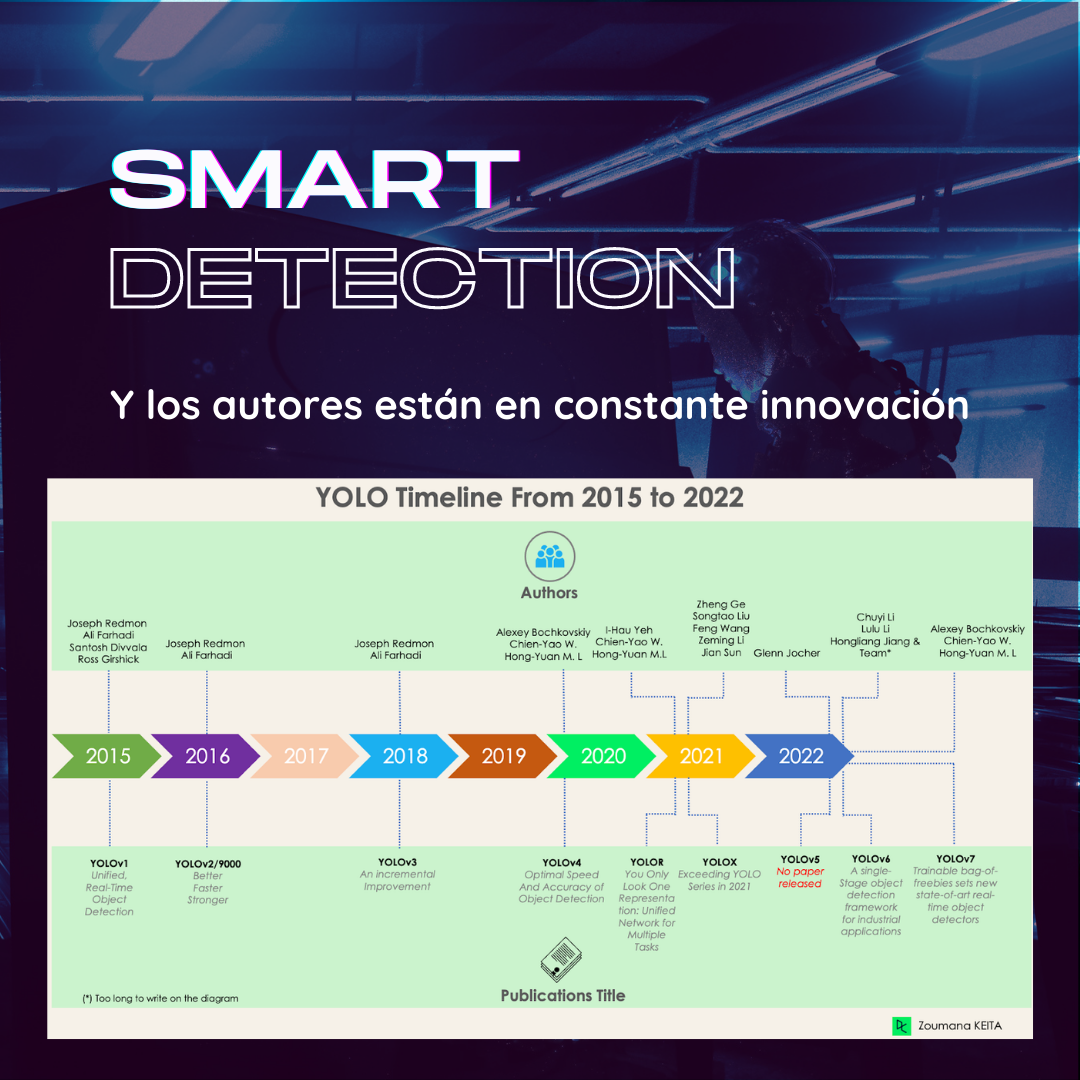 SMART
DETECTION
Y los autores están en constante innovación
YOLO Timeline From 2015 to 2022
Authors
Joseph Redmon
Ali Farhadi
Santosh Divvala
Ross Girshick
Joseph Redmon
Ali Farhadi
Joseph Redmon
Ali Farhadi
Alexey Bochkovskiy
Chien-Yao W.
Hong-Yuan M. L
I-Hau Yeh
Chien-Yao W.
Hong-Yuan M.L
Zheng Ge
Songtao Liu
Feng Wang
Zeming Li
Jian Sun
Glenn Jocher
Chuyi Li
Lulu Li
Hongliang Jiang &
Team*
Alexey Bochkovskiy
Chien-Yao W.
Hong-Yuan M. L
2015
2016
2017
2018
2019
2020
2021
2022
YOLOv1
Unified,
Real-Time
Object
Detection
YOLOv2/9000
Better
Faster
Stronger
YOLOv3
An incremental
Improvement
YOLOv4
Optimal Speed
And Accuracy of
Object Detection
YOLOR
You Only
Look One
Representa
tion: Unified
Network for
Multiple
Tasks
YOLOX
Exceeding YOLO
Series in 2021
YOLOv5
No paper
released
YOLOv6
A single-
Stage object
detection
framework
for industrial
applications
YOLOv7
Trainable bag-of-
freebies sets new
state-of-art real-
time object
detectors
Publications Title
(*) Too long to write on the diagram
Zoumana KEITA